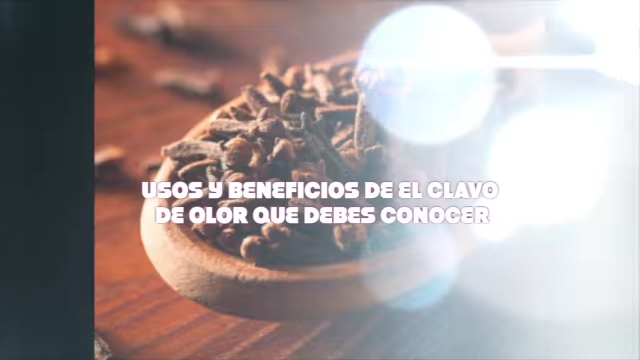 USOS Y BENEFICIOS DE EL CLAVO
DE OLOR QUE DEBES CONOCER